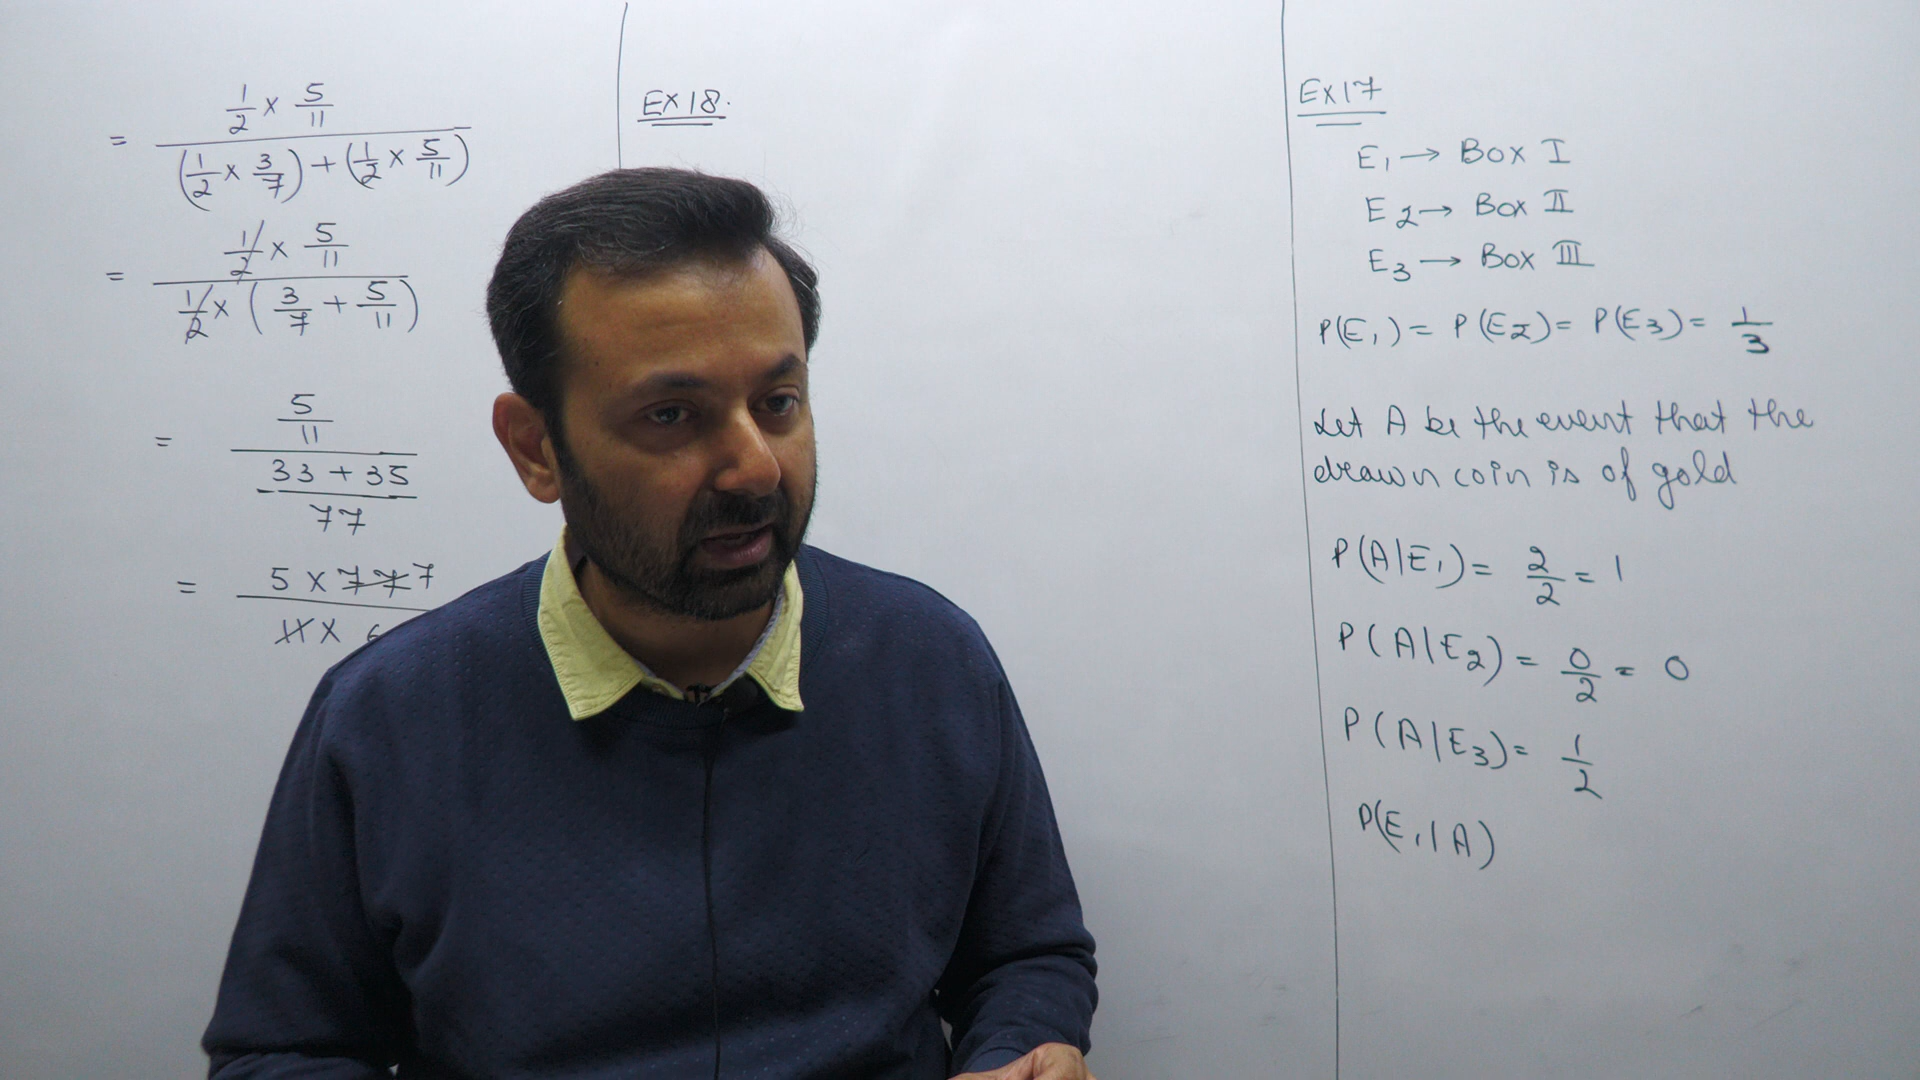 = 1/2 × 5/11 / (1/2 × 3/7) + (1/2 × 5/11)
= 1/2 × 5/11 / 1/2 × (3/7 + 5/11)
= 5/11 / 33 + 35 / 77
= 5 × 77 7 / 11 × 6
Ex 18.
Ex 17
E1 → Box I
E2 → Box II
E3 → Box III
P(E1) = P(E2) = P(E3) = 1/3
Let A be the event that the
drawn coin is of gold
P(A|E1) = 2/2 = 1
P(A|E2) = 0/2 = 0
P(A|E3) = 1/2
P(E1|A)